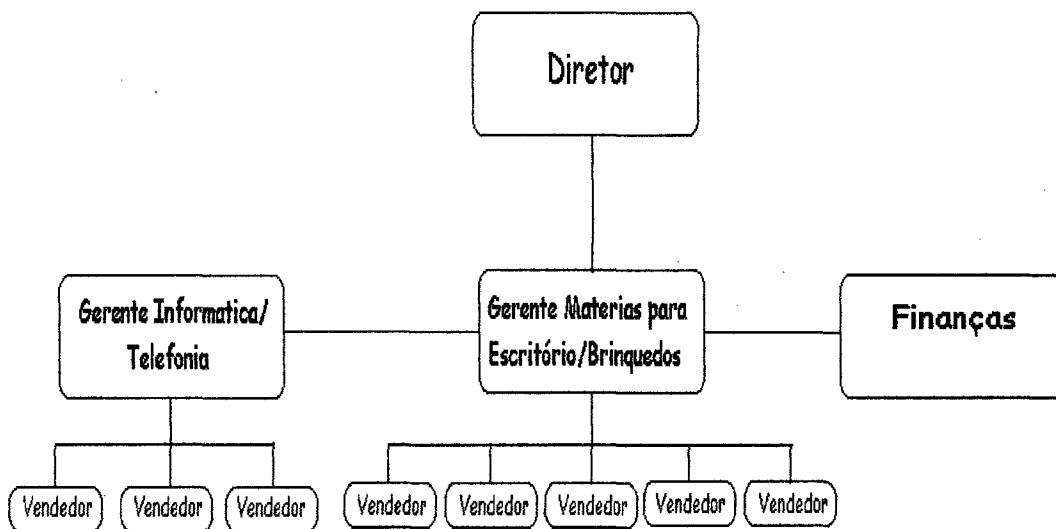 Diretor
Gerente Informatica/
Telefonia
Gerente Materias para
Escritório/Brinquedos
Finanças
Vendedor
Vendedor
Vendedor
Vendedor
Vendedor
Vendedor
Vendedor
Vendedor